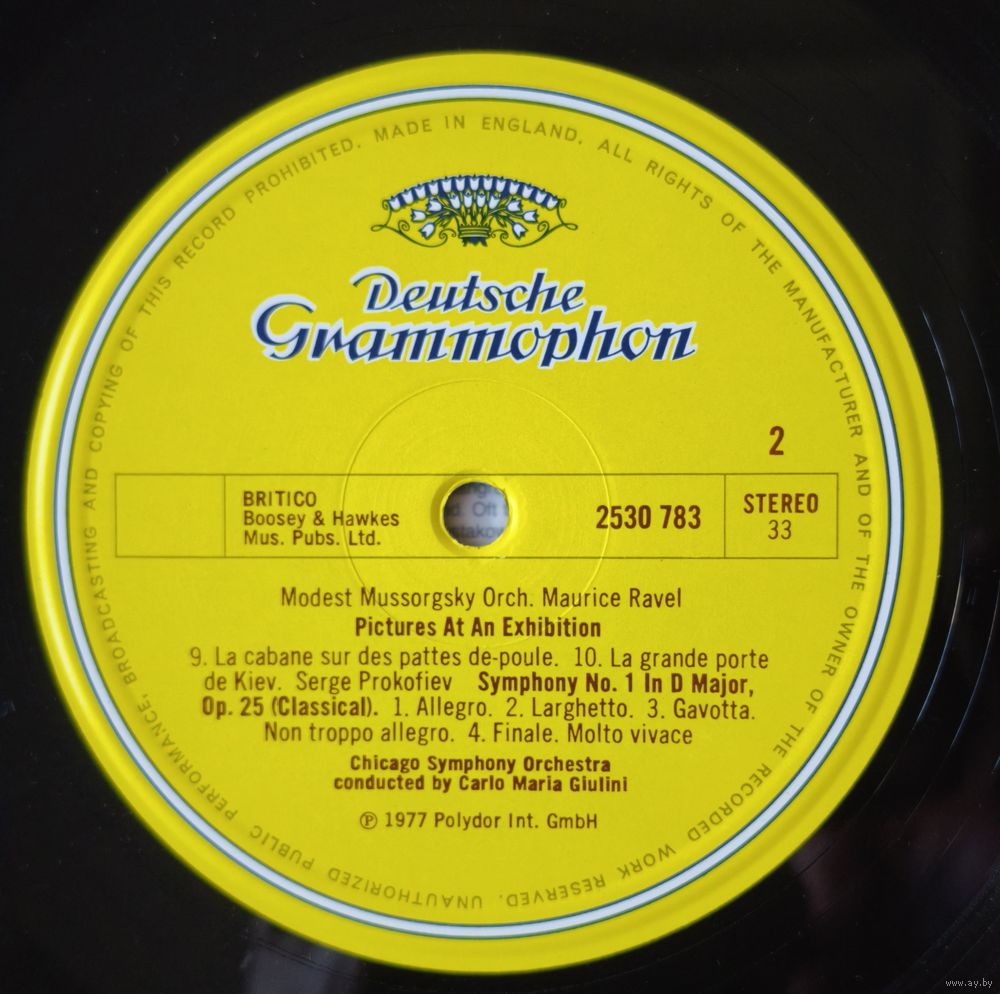 MADE IN ENGLAND. ALL RIGHTS OF THE MANUFACTURER AND OF THE OWNER OF THE RECORDED WORK RESERVED. UNAUTHORIZED PUBLIC PERFORMANCE, BROADCASTING AND COPYING OF THIS RECORD PROHIBITED.
Deutsche
Grammophon
2
BRITICO
Boosey & Hawkes
Mus. Pubs. Ltd.
2530 783
STEREO
33
Modest Mussorgsky Orch. Maurice Ravel
Pictures At An Exhibition
9. La cabane sur des pattes de-poule. 10. La grande porte
de Kiev. Serge Prokofiev Symphony No. 1 In D Major,
Op. 25 (Classical). 1. Allegro. 2. Larghetto. 3. Gavotta.
Non troppo allegro. 4. Finale. Molto vivace
Chicago Symphony Orchestra
conducted by Carlo Maria Giulini
℗ 1977 Polydor Int. GmbH
www.ay.by